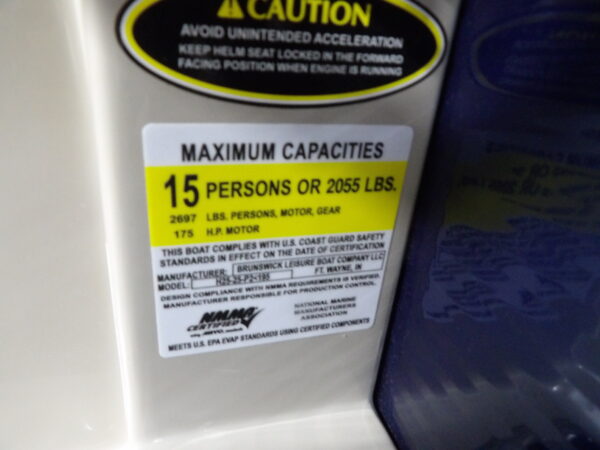 CAUTION
AVOID UNINTENDED ACCELERATION
KEEP HELM SEAT LOCKED IN THE FORWARD
FACING POSITION WHEN ENGINE IS RUNNING
MAXIMUM CAPACITIES
15 PERSONS OR 2055 LBS.
2697 LBS. PERSONS, MOTOR, GEAR
175 H.P. MOTOR
THIS BOAT COMPLIES WITH U.S. COAST GUARD SAFETY
STANDARDS IN EFFECT ON THE DATE OF CERTIFICATION
MANUFACTURER: BRUNSWICK LEISURE BOAT COMPANY LLC
FT. WAYNE, IN
MODEL:
DESIGN COMPLIANCE WITH NMMA REQUIREMENTS IS VERIFIED.
MANUFACTURER RESPONSIBLE FOR PRODUCTION CONTROL.
NMMA
CERTIFIED
NATIONAL MARINE
MANUFACTURERS
ASSOCIATION
MEETS U.S. EPA EVAP STANDARDS USING CERTIFIED COMPONENTS